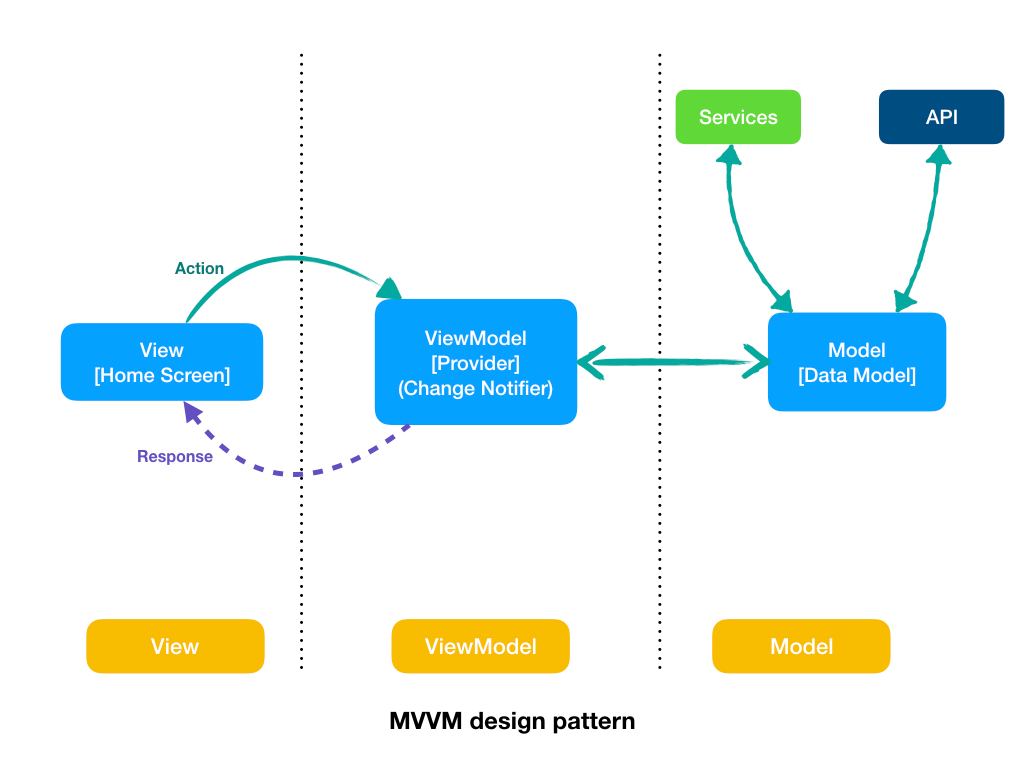 Services
API
Action
View
[Home Screen]
ViewModel
[Provider]
(Change Notifier)
Model
[Data Model]
Response
View
ViewModel
Model
MVVM design pattern